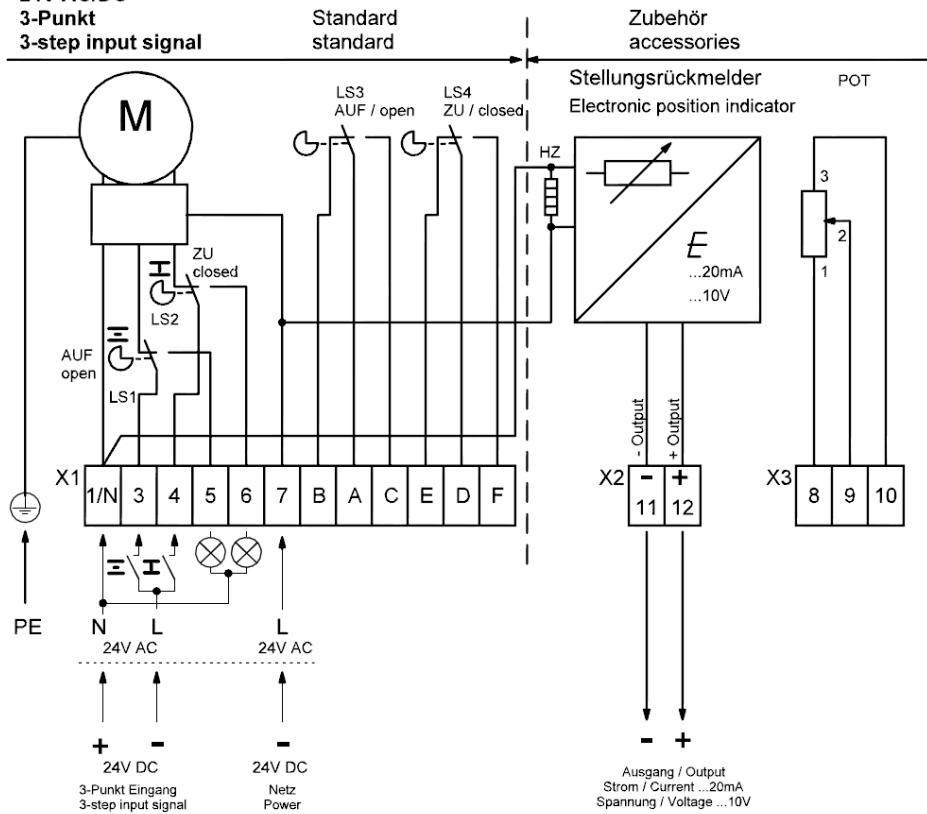 3-Punkt
3-step input signal
Standard
standard
Zubehör
accessories
Stellungsrückmelder
Electronic position indicator
POT
M
LS3
AUF / open
LS4
ZU / closed
HZ
E
...20mA
...10V
3
2
1
ZU
closed
LS2
AUF
open
LS1
- Output
+ Output
X1
1/N
3
4
5
6
7
B
A
C
E
D
F
X2
-
+
11
12
X3
8
9
10
PE
N
L
24V AC
L
24V AC
+
-
24V DC
3-Punkt Eingang
3-step input signal
-
24V DC
Netz
Power
-
+
Ausgang / Output
Strom / Current ...20mA
Spannung / Voltage ...10V